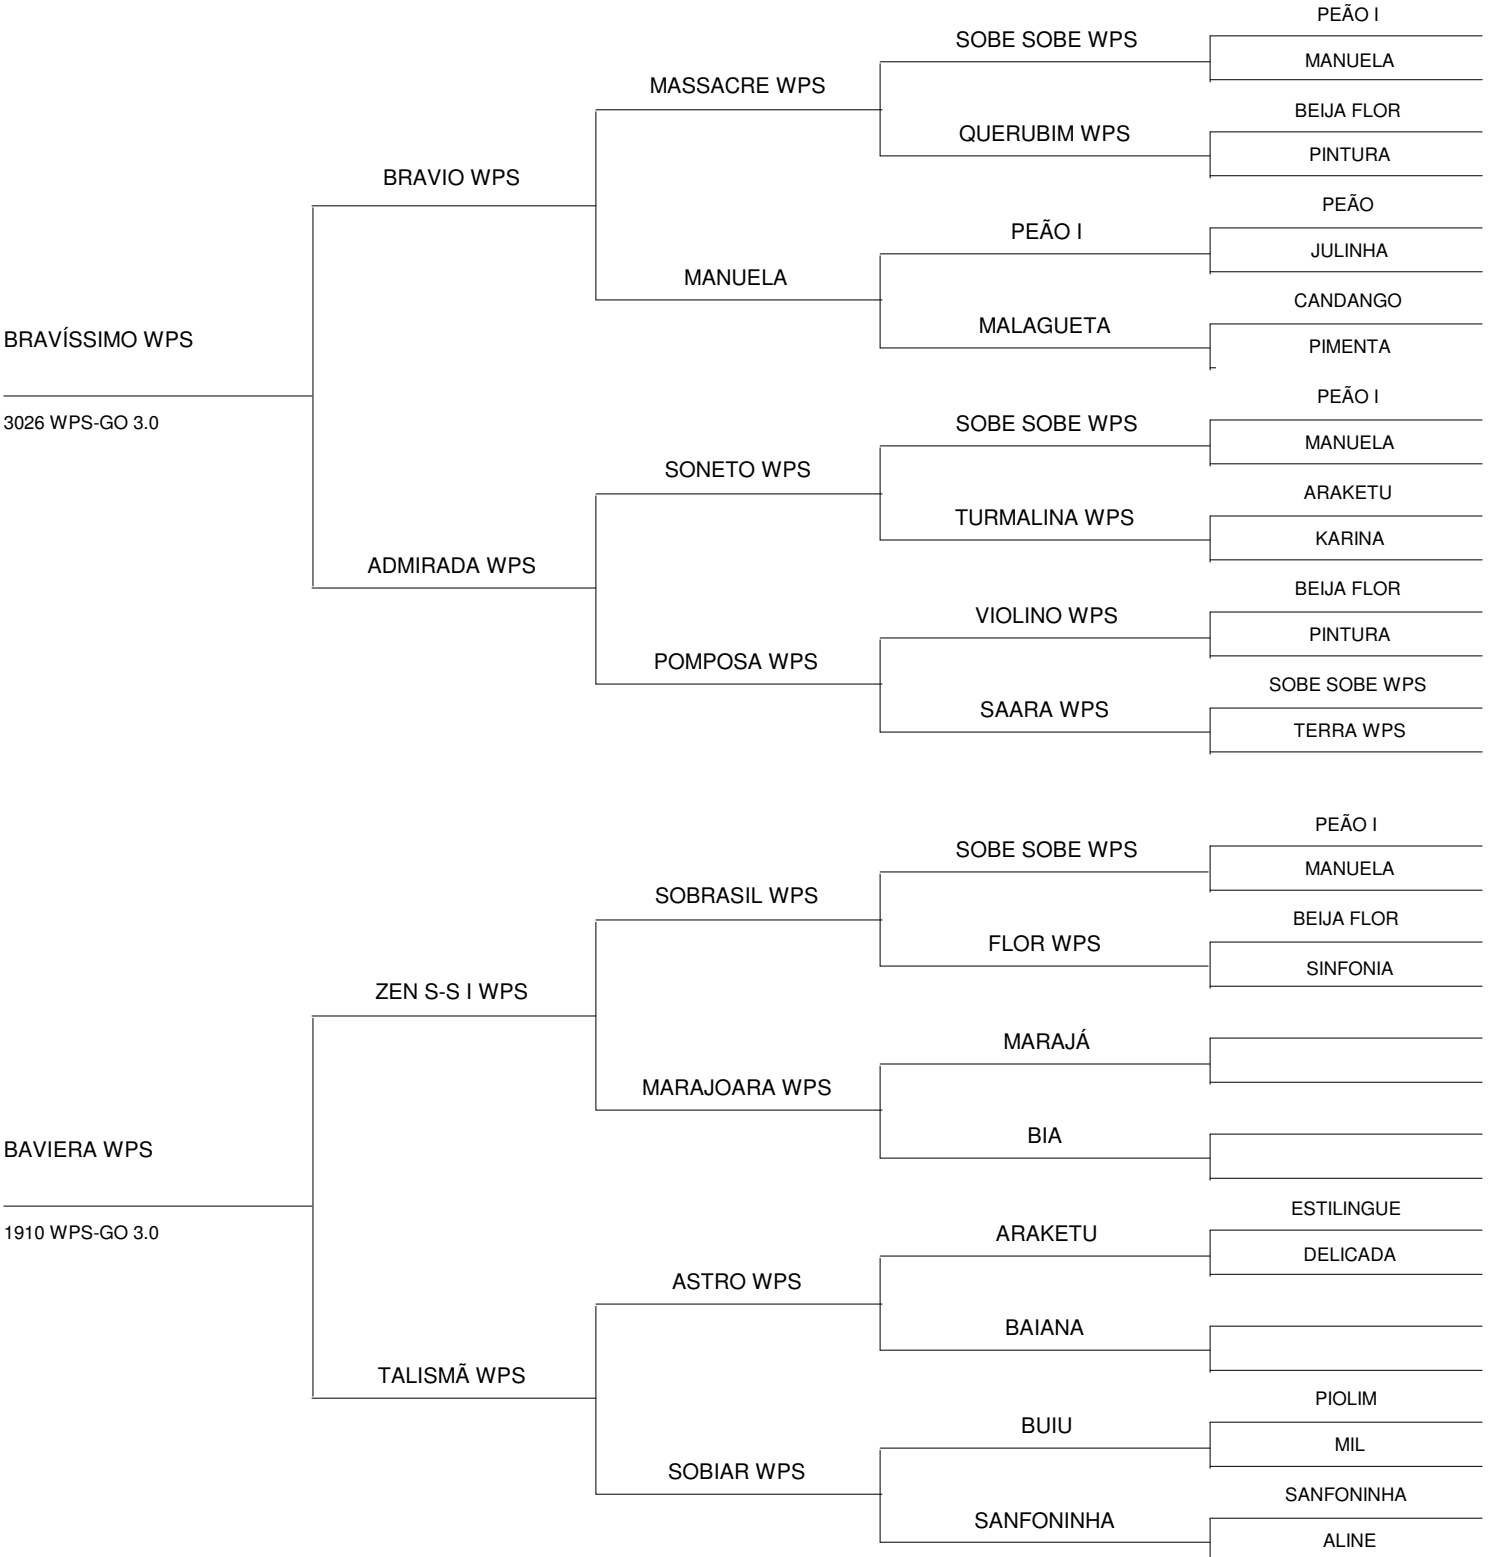 PEÃO I
SOBE SOBE WPS
MANUELA
MASSACRE WPS
BEIJA FLOR
QUERUBIM WPS
PINTURA
BRAVIO WPS
PEÃO
PEÃO I
JULINHA
MANUELA
CANDANGO
MALAGUETA
PIMENTA
BRAVÍSSIMO WPS
3026 WPS-GO 3.0
PEÃO I
SOBE SOBE WPS
MANUELA
SONETO WPS
ARAKETU
TURMALINA WPS
KARINA
ADMIRADA WPS
BEIJA FLOR
VIOLINO WPS
PINTURA
POMPOSA WPS
SOBE SOBE WPS
SAARA WPS
TERRA WPS
PEÃO I
SOBE SOBE WPS
MANUELA
SOBRASIL WPS
BEIJA FLOR
FLOR WPS
SINFONIA
ZEN S-S I WPS
MARAJÁ
MARAJOARA WPS
BIA
BAVIERA WPS
1910 WPS-GO 3.0
ESTILINGUE
ARAKETU
DELICADA
ASTRO WPS
BAIANA
TALISMÃ WPS
PIOLIM
BUIU
MIL
SOBIAR WPS
SANFONINHA
SANFONINHA
ALINE